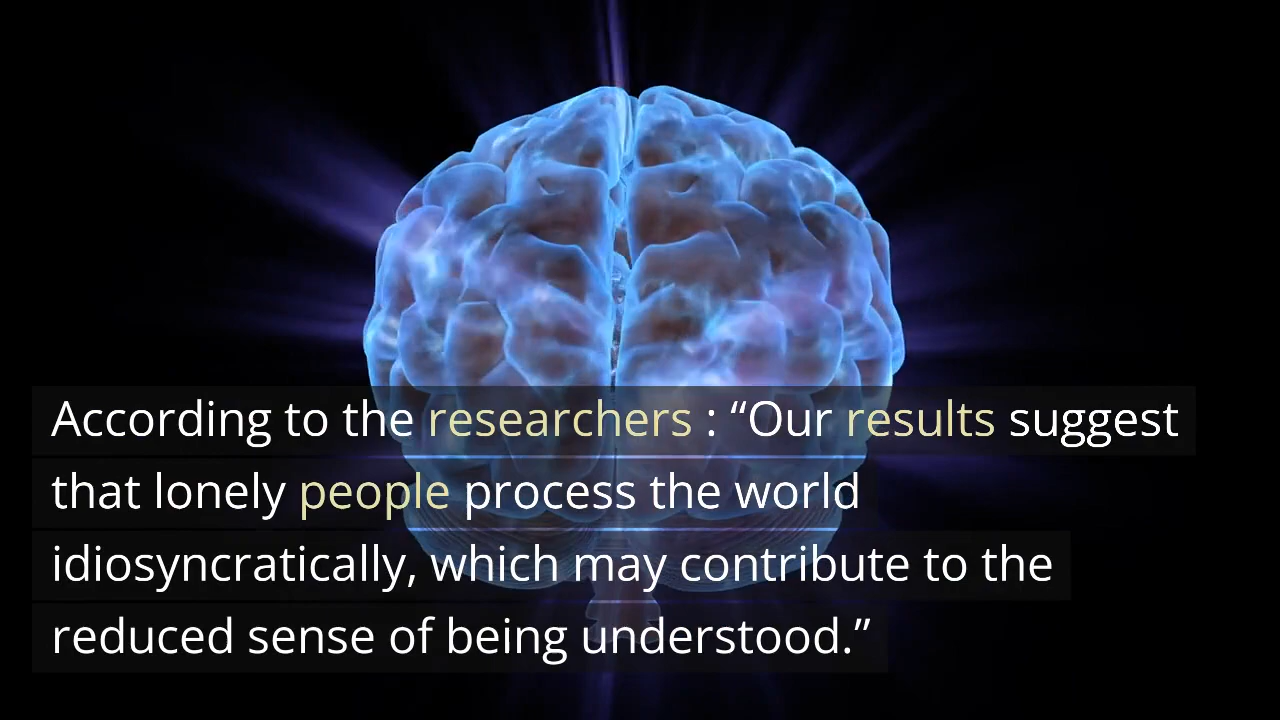 According to the researchers : “Our results suggest
that lonely people process the world
idiosyncratically, which may contribute to the
reduced sense of being understood.”